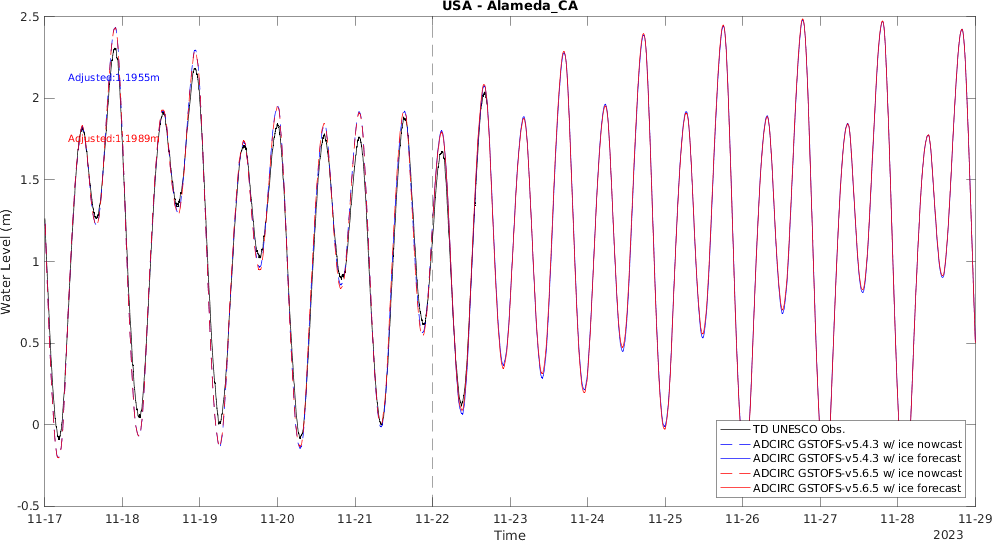 USA - Alameda_CA
2.5
2
1.5
1
0.5
0
-0.5
Water Level (m)
Adjusted:1.1955m
Adjusted:1.1989m
TD UNESCO Obs.
ADCIRC GSTOFS-v5.4.3 w/ ice nowcast
ADCIRC GSTOFS-v5.4.3 w/ ice forecast
ADCIRC GSTOFS-v5.6.5 w/ ice nowcast
ADCIRC GSTOFS-v5.6.5 w/ ice forecast
11-17 11-18 11-19 11-20 11-21 11-22 11-23 11-24 11-25 11-26 11-27 11-28 11-29
Time
2023